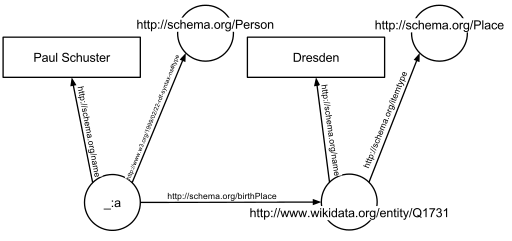 http://schema.org/Person
http://schema.org/Place
Paul Schuster
Dresden
http://schema.org/name
http://www.w3.org/1999/02/22-rdf-syntax-ns#type
http://schema.org/name
http://schema.org/itemtype
_:a
http://schema.org/birthPlace
http://www.wikidata.org/entity/Q1731